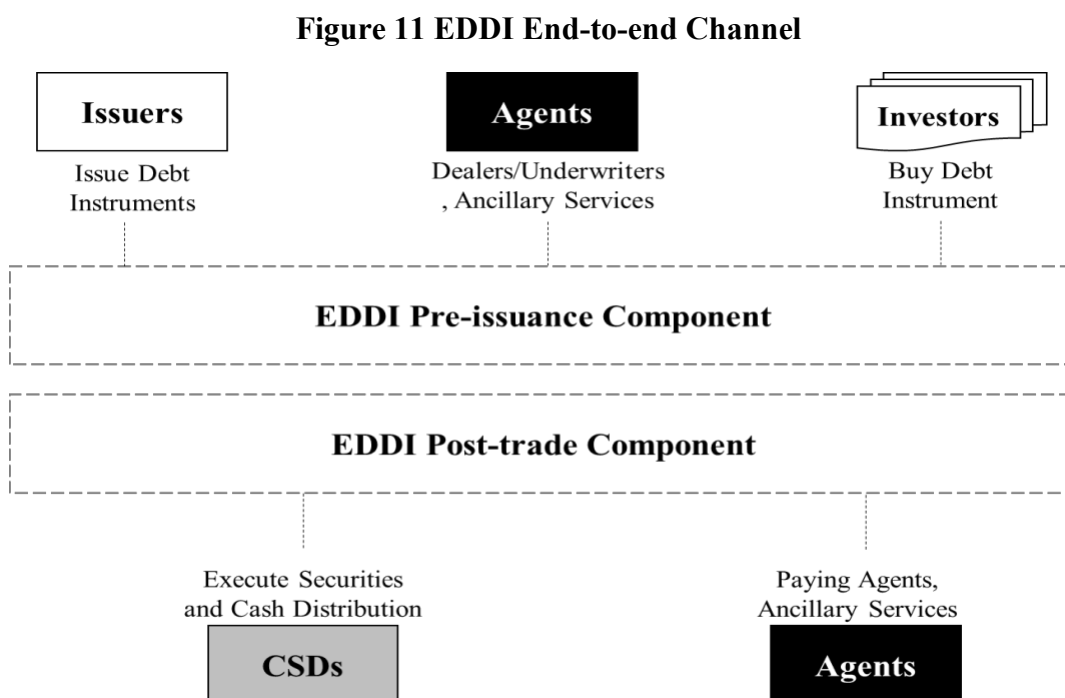 Figure 11 EDDI End-to-end Channel
Issuers
Agents
Investors
Issue Debt
Instruments
Dealers/Underwriters
, Ancillary Services
Buy Debt
Instrument
EDDI Pre-issuance Component
EDDI Post-trade Component
Execute Securities
and Cash Distribution
Paying Agents,
Ancillary Services
CSDs
Agents